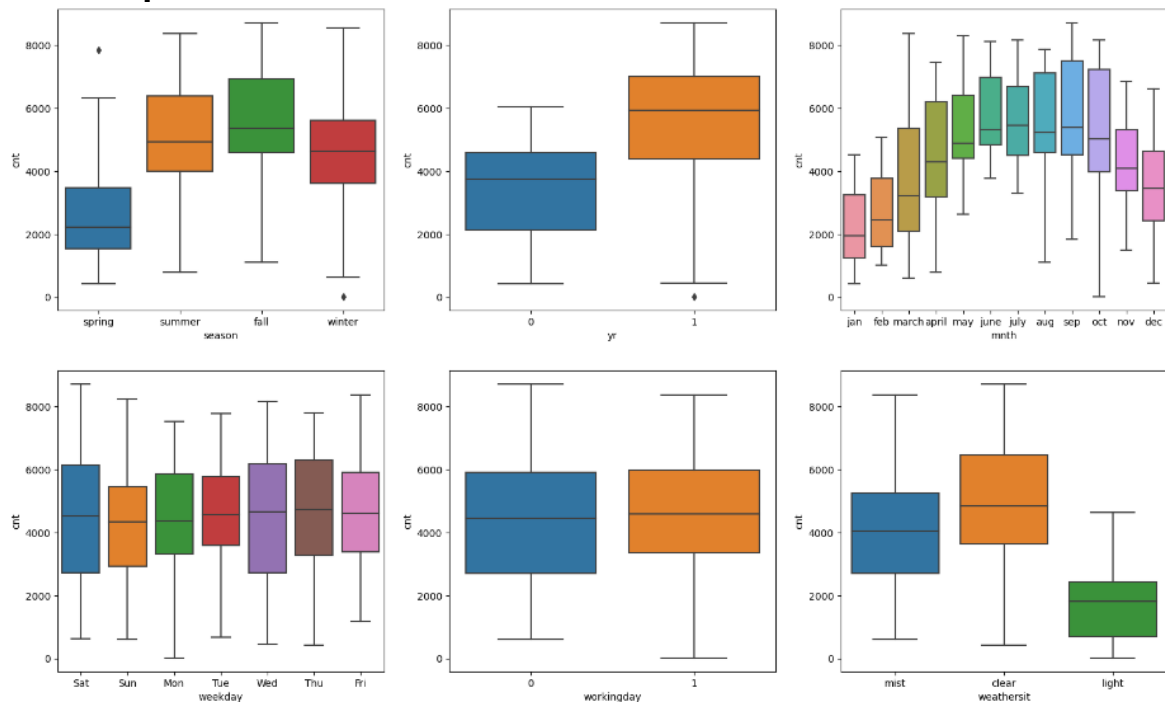 8000
6000
4000
2000
0
cnt
spring summer fall winter
season
8000
6000
4000
2000
0
cnt
0 1
yr
8000
6000
4000
2000
0
cnt
jan feb march april may june july aug sep oct nov dec
mnth
8000
6000
4000
2000
0
cnt
Sat Sun Mon Tue Wed Thu Fri
weekday
8000
6000
4000
2000
0
cnt
0 1
workingday
8000
6000
4000
2000
0
cnt
mist clear light
weathersit